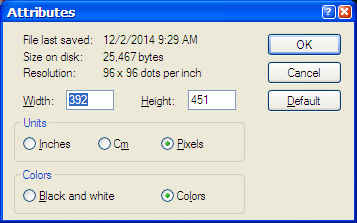 Attributes
File last saved: 12/2/2014 9:29 AM
Size on disk: 25,467 bytes
Resolution: 96 x 96 dots per inch
Width: 392 Height: 451
Units
Inches Cm Pixels
Colors
Black and white Colors
OK
Cancel
Default